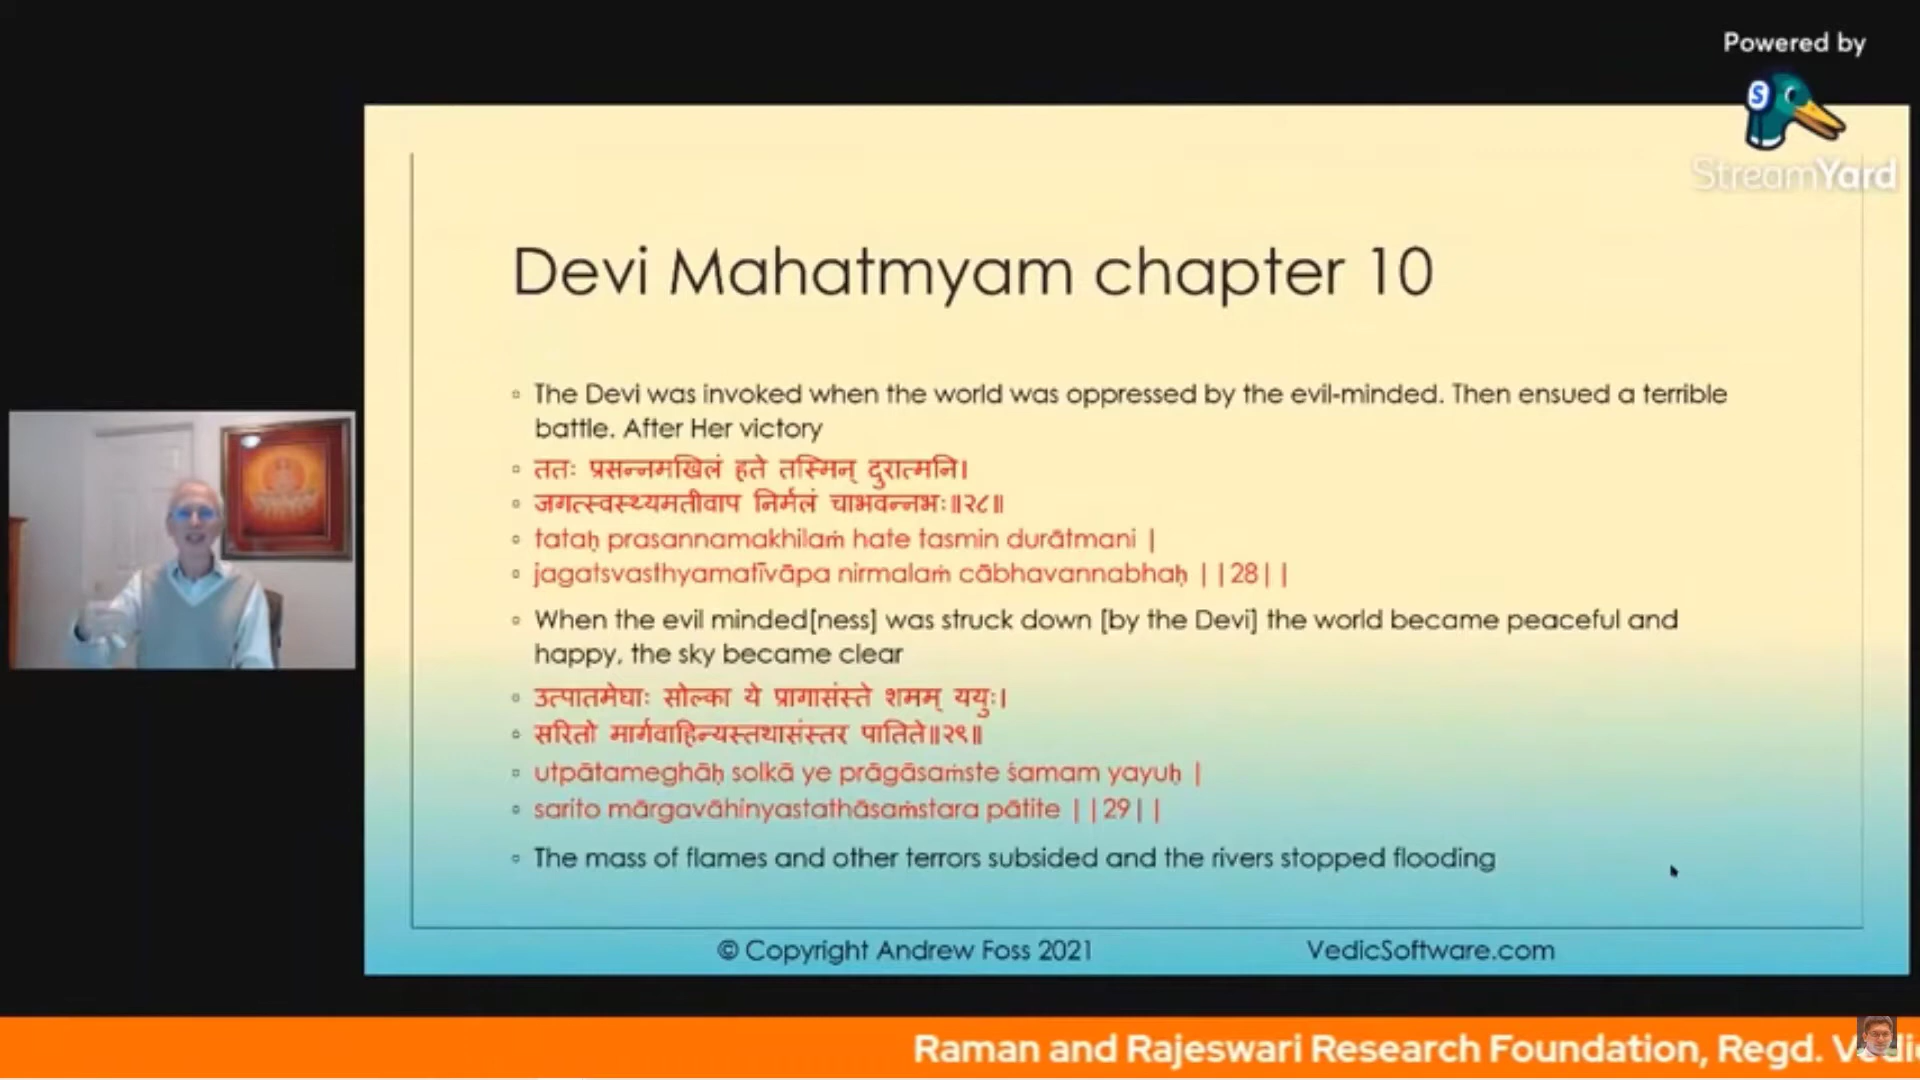 Powered by
StreamYard
Devi Mahatmyam chapter 10
The Devi was invoked when the world was oppressed by the evil-minded. Then ensued a terrible
battle. After Her victory
ततः प्रसन्नमखिलं हते तस्मिन् दुरात्मनि।
जगत्स्वस्थ्यमतीवाप निर्मलं चाभवन्नभः॥२८॥
tataḥ prasannamakhilaṁ hate tasmin durātmani |
jagatsvasthyamatīvāpa nirmalaṁ cābhavannabhaḥ ||28||
When the evil minded[ness] was struck down [by the Devi] the world became peaceful and
happy, the sky became clear
उत्पातमेघाः सोल्का ये प्रागासंस्ते शमम् ययुः।
सरितो मार्गवाहिन्यस्तथासंस्तर पातिते॥२९॥
utpātameghāḥ solkā ye prāgāsaṁste śamam yayuḥ |
sarito mārgavāhinyastathāsaṁstara pātite ||29||
The mass of flames and other terrors subsided and the rivers stopped flooding
© Copyright Andrew Foss 2021 VedicSoftware.com
Raman and Rajeswari Research Foundation, Regd.